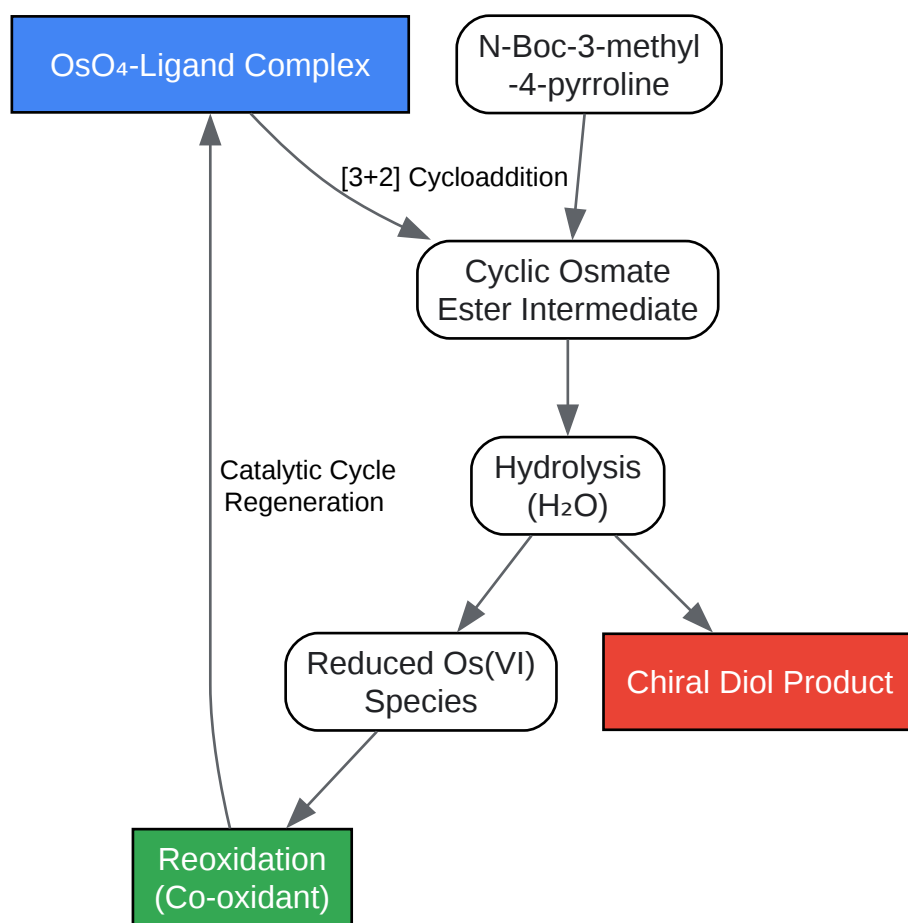 OsO₄-Ligand Complex
N-Boc-3-methyl
-4-pyrroline
[3+2] Cycloaddition
Cyclic Osmate
Ester Intermediate
Catalytic Cycle
Regeneration
Hydrolysis
(H₂O)
Reduced Os(VI)
Species
Chiral Diol Product
Reoxidation
(Co-oxidant)